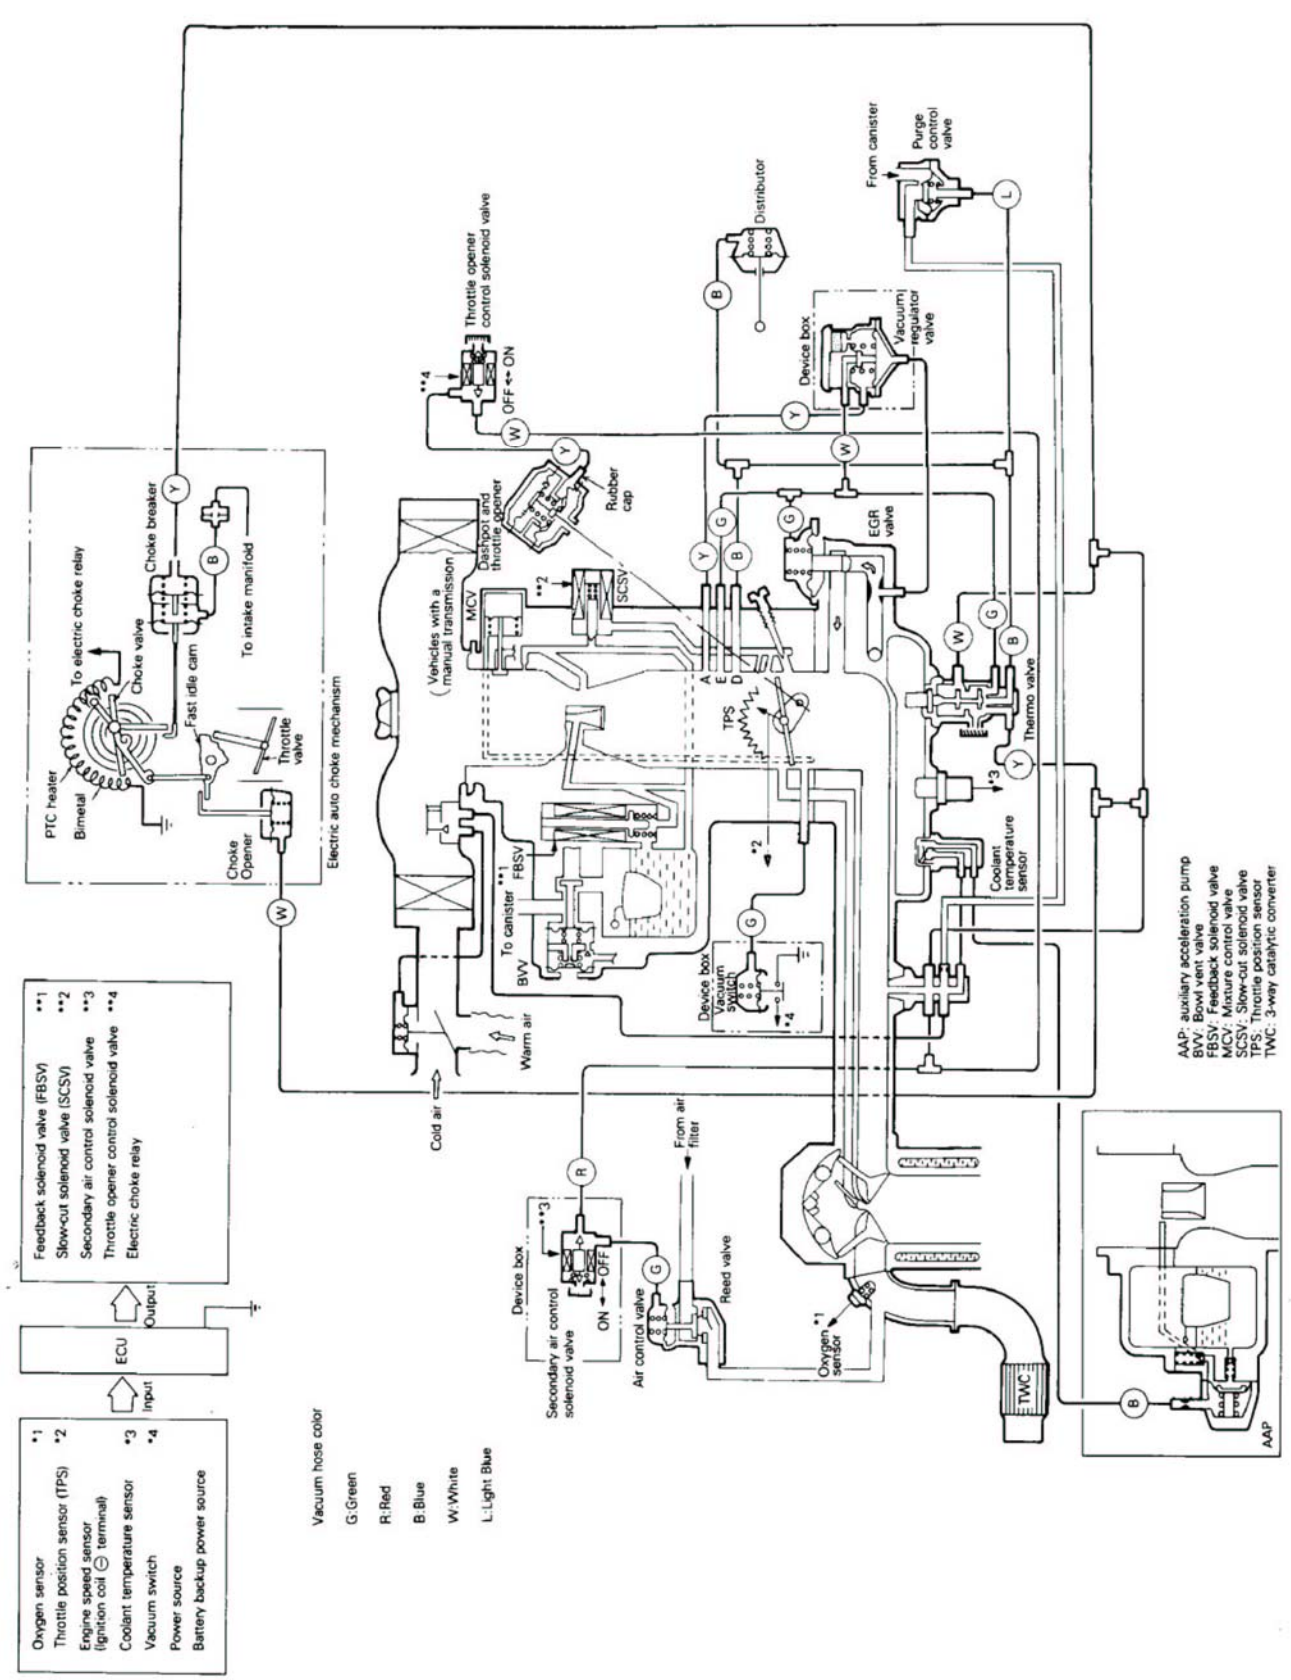 Oxygen sensor *1
Throttle position sensor (TPS) *2
Engine speed sensor
(Ignition coil ⊖ terminal)
Coolant temperature sensor *3
Vacuum switch *4
Power source
Battery backup power source
Input
ECU
Output
Feedback solenoid valve (FBSV) **1
Slow-cut solenoid valve (SCSV) **2
Secondary air control solenoid valve **3
Throttle opener control solenoid valve **4
Electric choke relay
Vacuum hose color
G:Green
R:Red
B:Blue
W:White
L:Light Blue
PTC heater
Bimetal
To electric choke relay
Choke valve
Fast idle cam
Choke breaker
Choke
Opener
Throttle
valve
To intake manifold
Electric auto choke mechanism
Y
B
W
Cold air
Warm air
(Vehicles with a
manual transmission
MCV
Dashpot and
throttle opener
**4
Throttle opener
control solenoid valve
OFF ↔ ON
W
Y
Rubber
cap
**2
SCSV
To canister
**1
FBSV
BVV
TPS
*2
A
E
D
Y
G
B
G
EGR
valve
B
Distributor
Device box
Vacuum
regulator
valve
Y
W
From canister
Purge
control
valve
L
W
G
B
Thermo valve
Y
*3
Coolant
temperature
sensor
Device box
Vacuum
switch
*4
G
Device box
**3
Secondary air control
solenoid valve
ON ↔ OFF
R
G
Air control valve
From air
filter
Reed valve
*1
Oxygen
sensor
TWC
B
AAP
AAP: auxiliary acceleration pump
BVV: Bowl vent valve
FBSV: Feedback solenoid valve
MCV: Mixture control valve
SCSV: Slow-cut solenoid valve
TPS: Throttle position sensor
TWC: 3-way catalytic converter